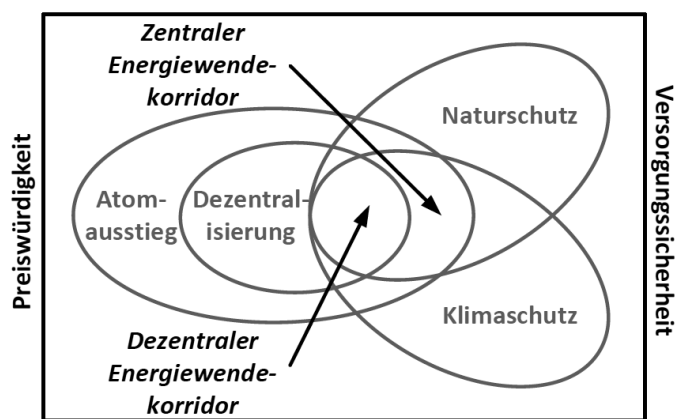 Zentraler
Energiewende-
korridor
Naturschutz
Preiswürdigkeit
Versorgungssicherheit
Atom-
ausstieg
Dezentral-
isierung
Klimaschutz
Dezentraler
Energiewende-
korridor